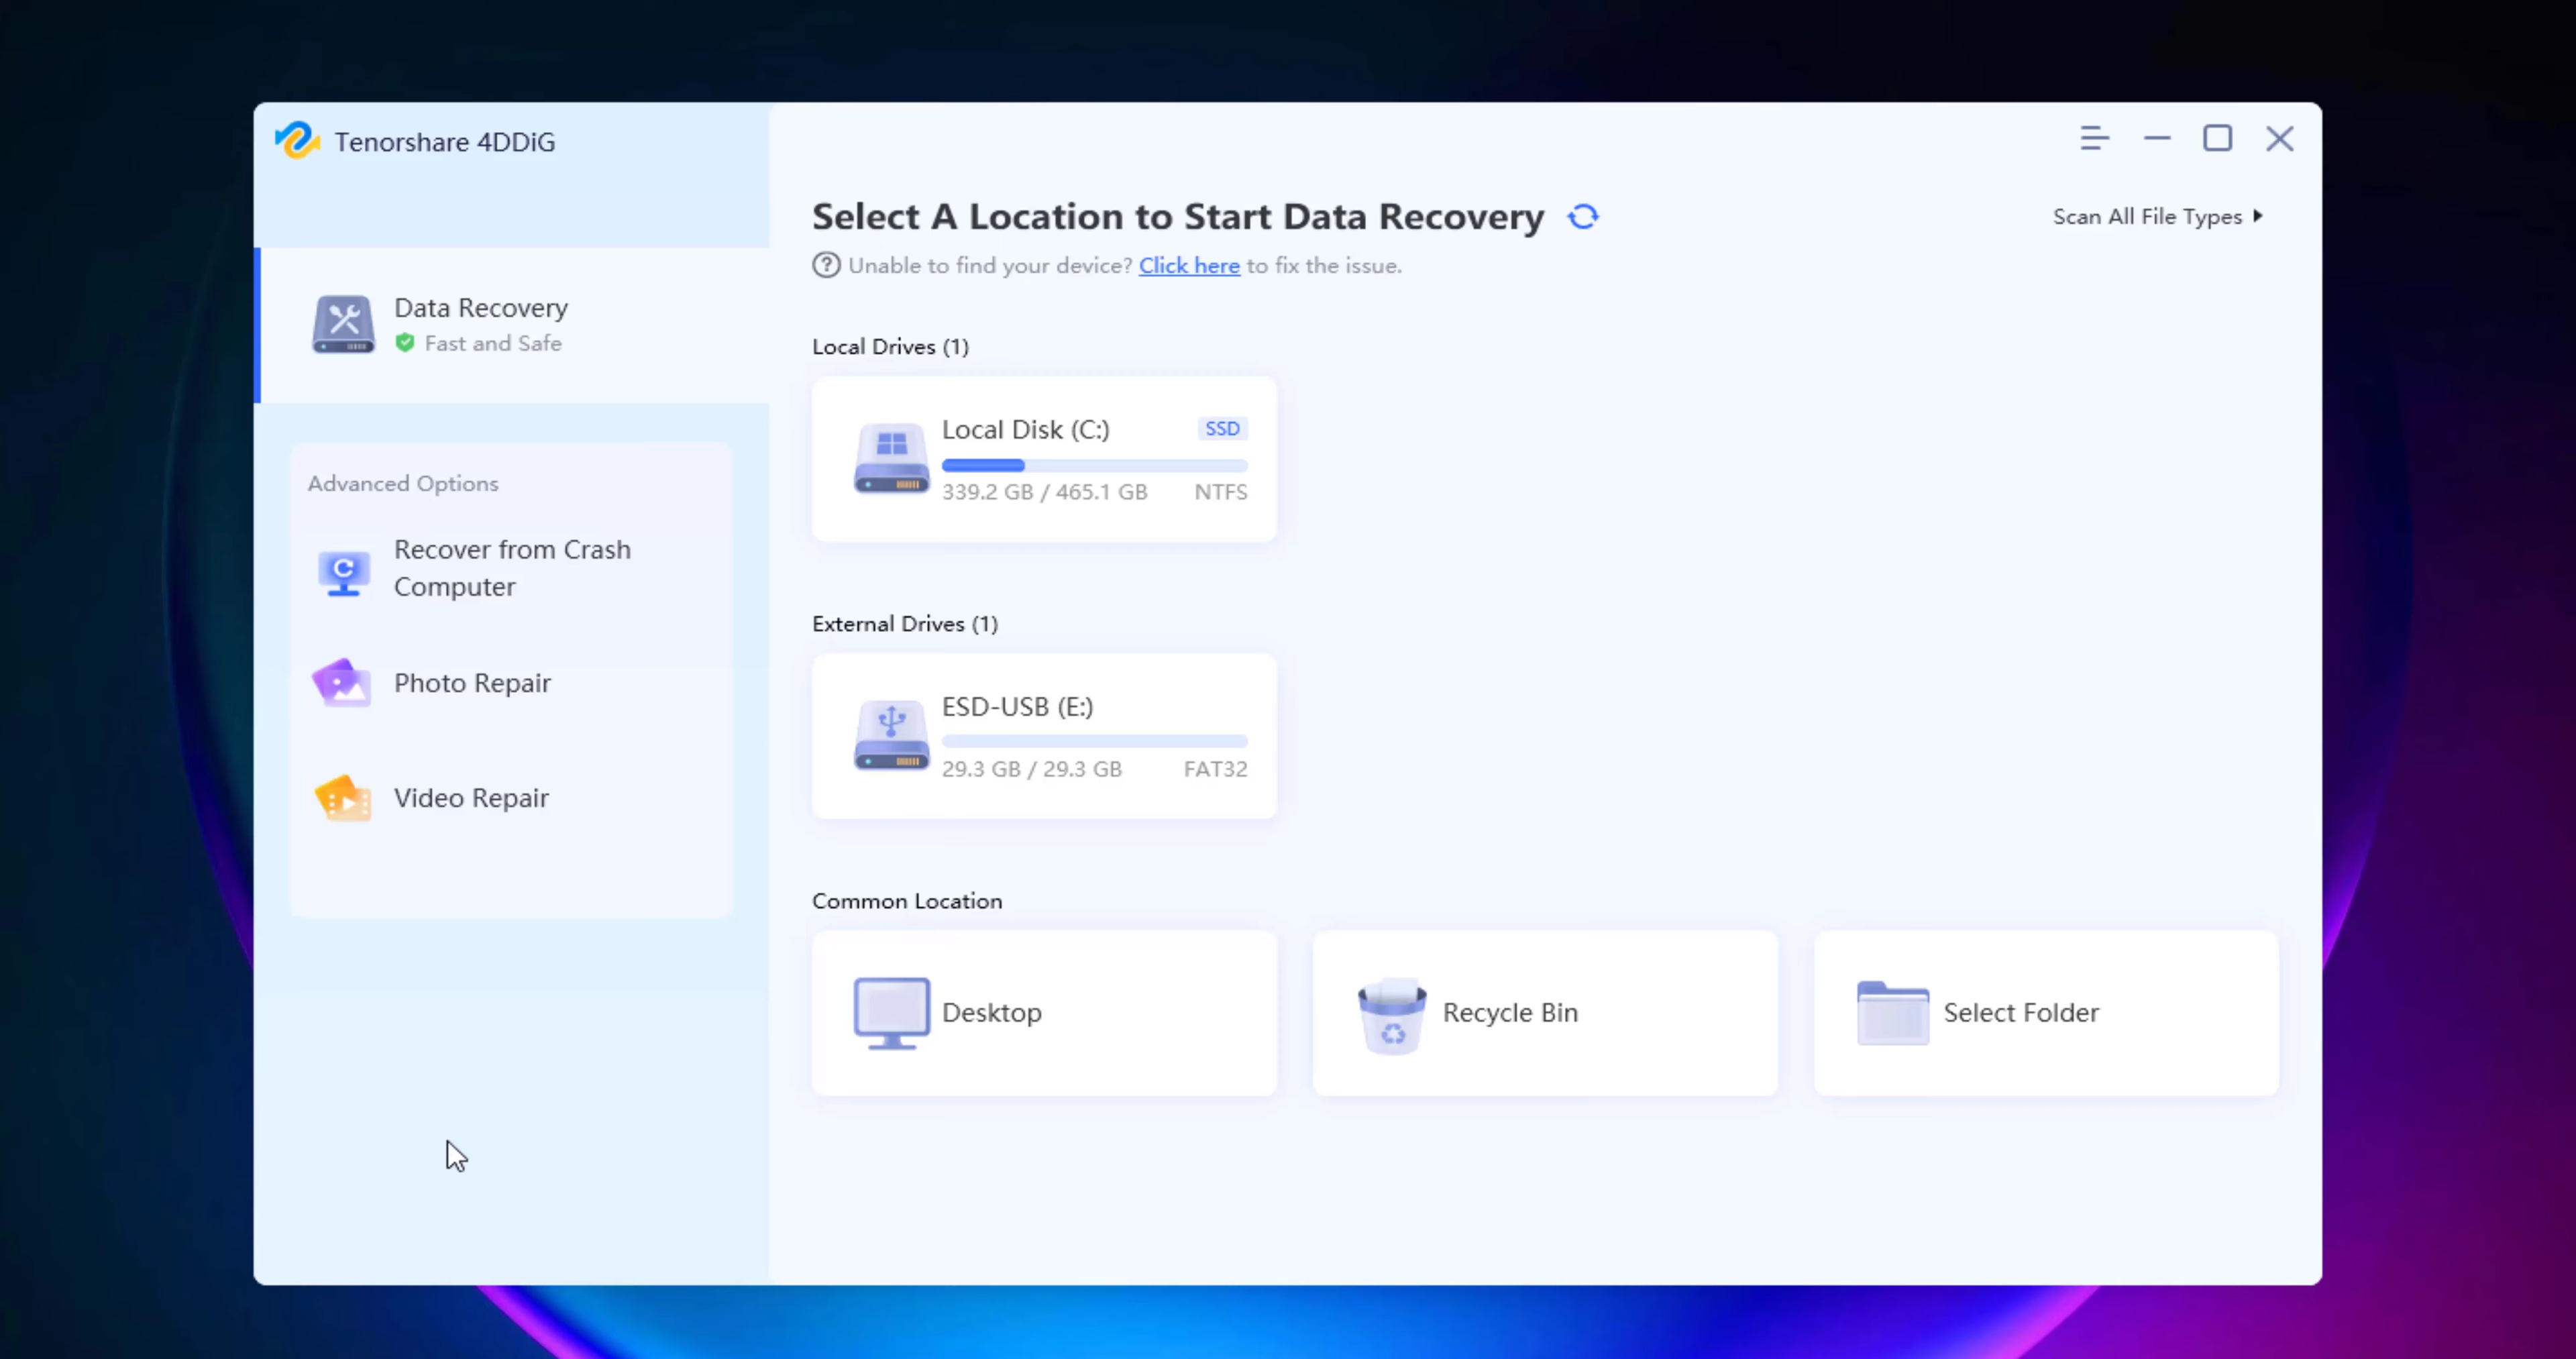 Tenorshare 4DDiG
Data Recovery
Fast and Safe
Advanced Options
Recover from Crash
Computer
Photo Repair
Video Repair
Select A Location to Start Data Recovery
Scan All File Types
Unable to find your device? Click here to fix the issue.
Local Drives (1)
Local Disk (C:) SSD
339.2 GB / 465.1 GB NTFS
External Drives (1)
ESD-USB (E:)
29.3 GB / 29.3 GB FAT32
Common Location
Desktop
Recycle Bin
Select Folder